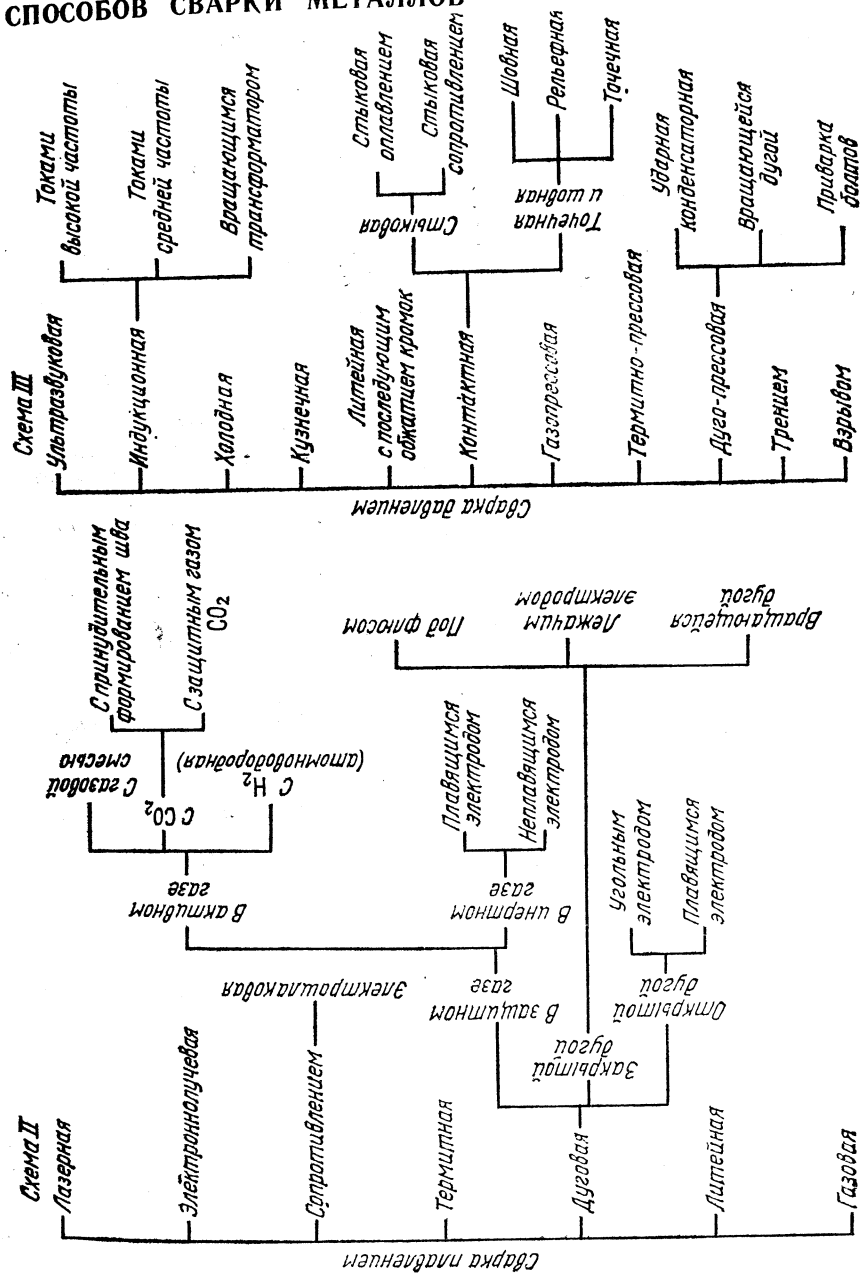 СПОСОБОВ СВАРКИ МЕТАЛЛОВ
Схема II
Сварка плавлением
Лазерная
Электроннолучевая
Сопротивлением
Электрошлаковая
Термитная
Дуговая
В защитном
газе
В активном
газе
С газовой
смесью
С CO₂
С принудительным
формированием шва
С защитным газом
CO₂
С H₂
(атомноводородная)
В инертном
газе
Плавящимся
электродом
Неплавящимся
электродом
Закрытой
дугой
Под флюсом
Лежачим
электродом
Вращающейся
дугой
Открытой
дугой
Угольным
электродом
Плавящимся
электродом
Литейная
Газовая
Схема III
Сварка давлением
Ультразвуковая
Индукционная
Токами
высокой частоты
Токами
средней частоты
Вращающимся
трансформатором
Холодная
Кузнечная
Литейная
с последующим
обжатием кромок
Контактная
Стыковая
Стыковая
оплавлением
Стыковая
сопротивлением
Точечная
и шовная
Шовная
Рельефная
Точечная
Газопрессовая
Термитно-прессовая
Дуго-прессовая
Ударная
конденсаторная
Вращающейся
дугой
Приварка
болтов
Трением
Взрывом